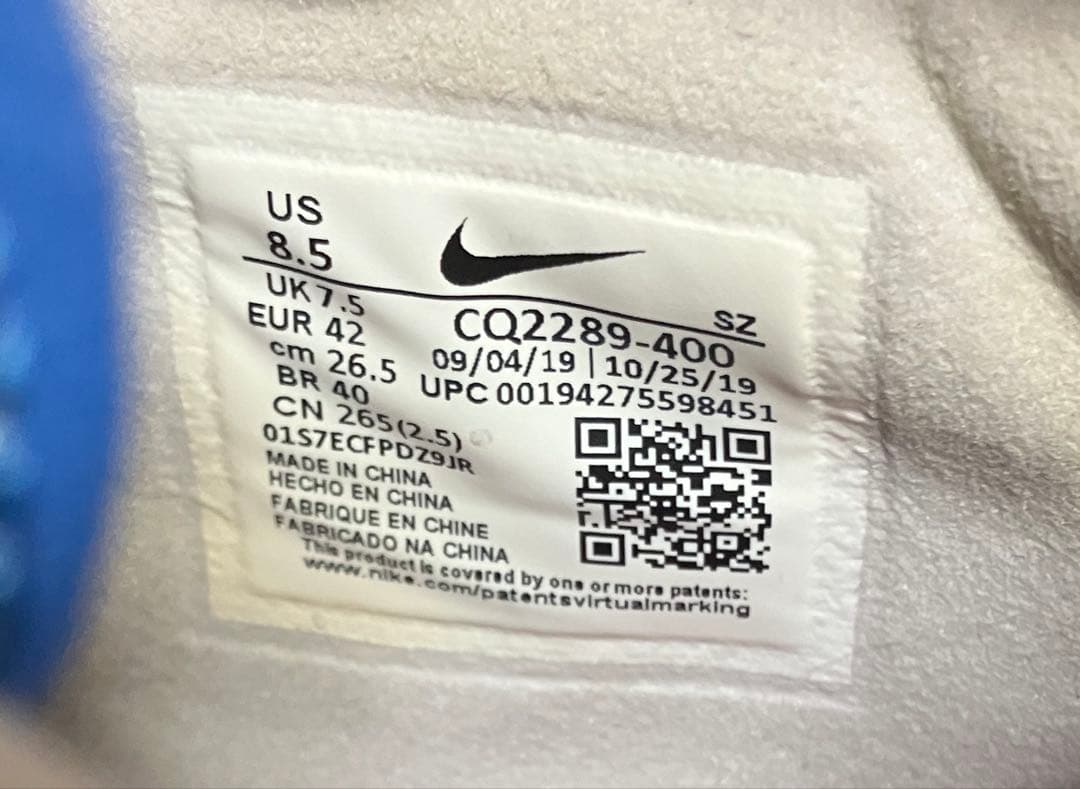 US
8.5
SZ
UK 7.5
EUR 42
cm 26.5
BR 40
CN 265(2.5)
CQ2289-400
09/04/19 | 10/25/19
UPC 00194275598451
01S7ECFPDZ9JR
MADE IN CHINA
HECHO EN CHINA
FABRIQUE EN CHINE
FABRICADO NA CHINA
This product is covered by one or more patents:
www.nike.com/patentsvirtualmarking